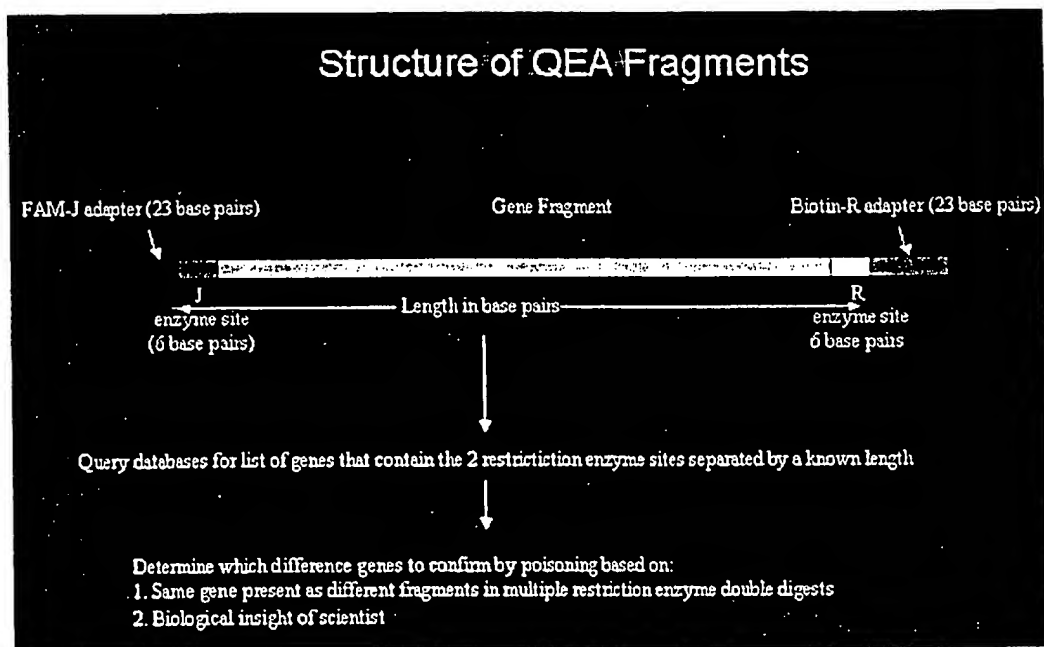 Structure of QEA Fragments
FAM-J adapter (23 base pairs)
Gene Fragment
Biotin-R adapter (23 base pairs)
J
R
Length in base pairs
enzyme site
(6 base pairs)
enzyme site
6 base pairs
Query databases for list of genes that contain the 2 restrictiction enzyme sites separated by a known length
Determine which difference genes to confirm by poisoning based on:
1. Same gene present as different fragments in multiple restriction enzyme double digests
2. Biological insight of scientist